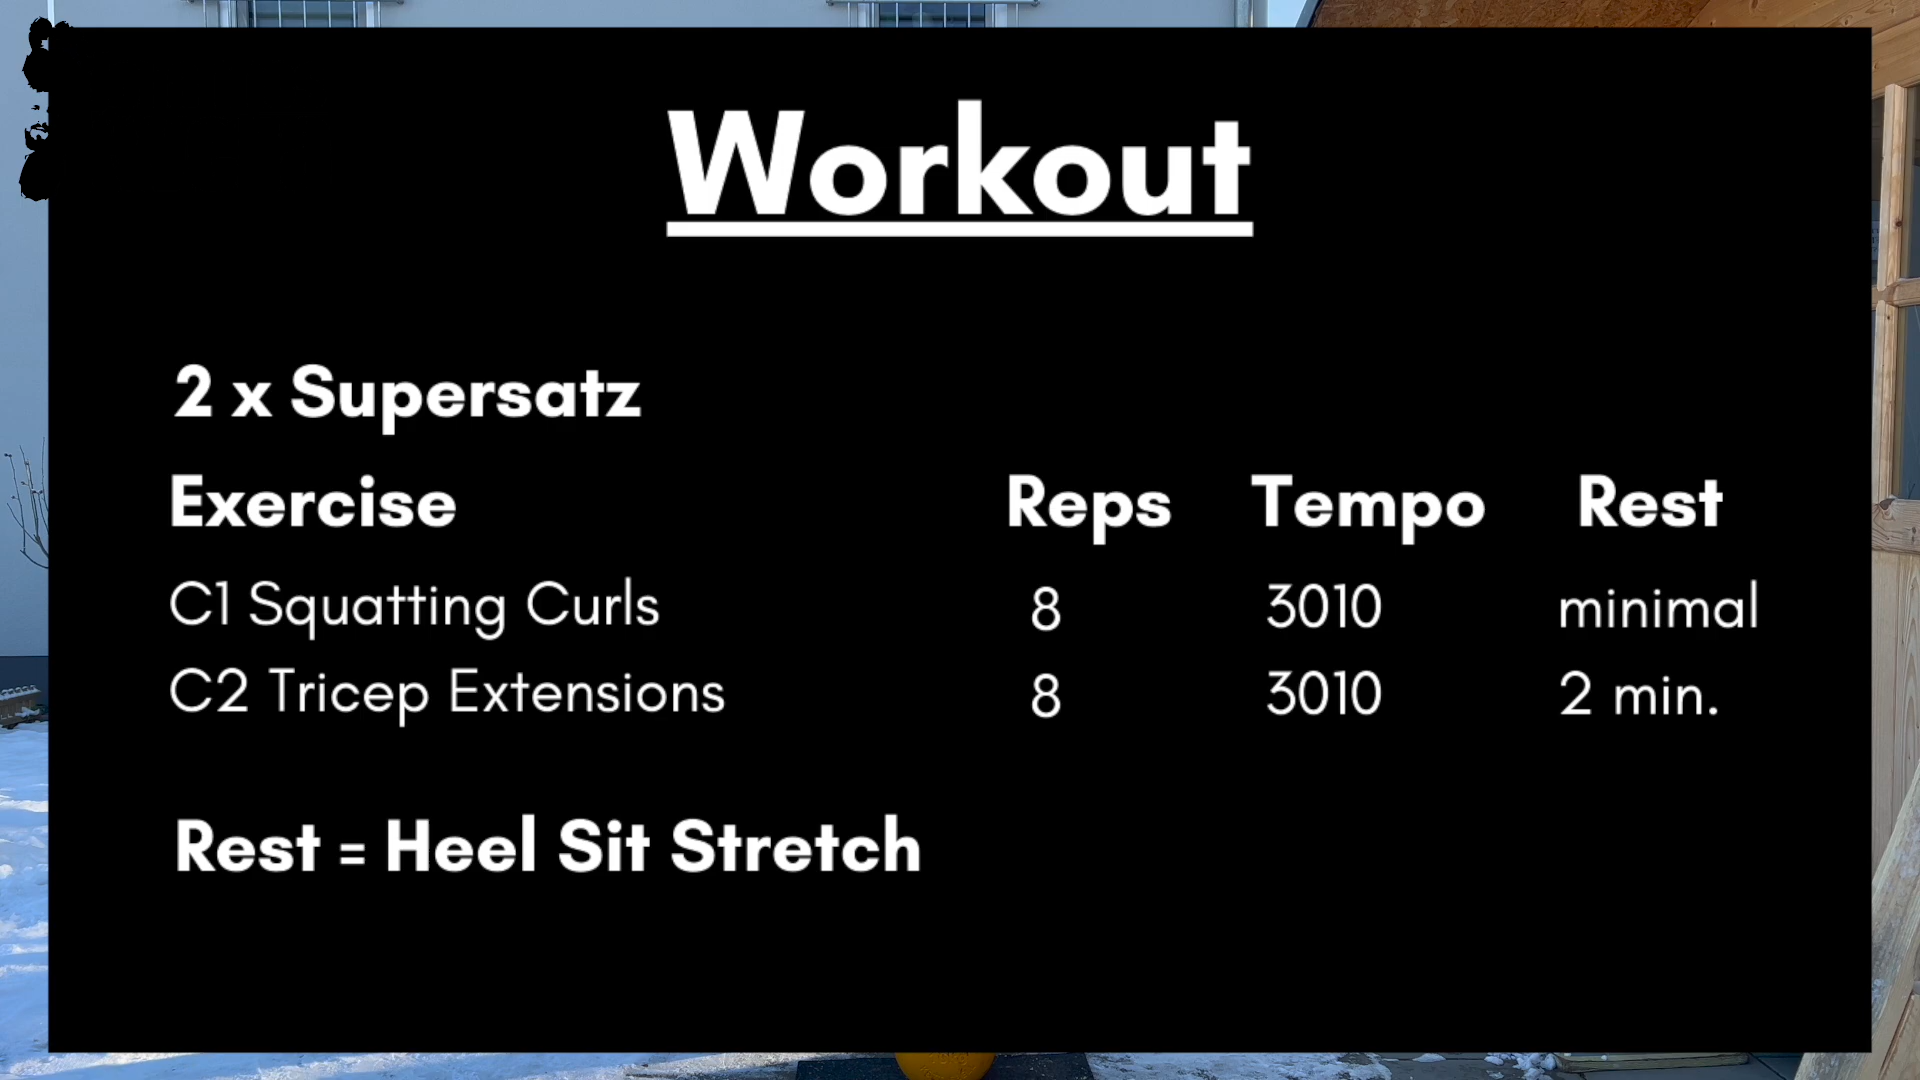 Workout
2 x Supersatz
Exercise Reps Tempo Rest
C1 Squatting Curls 8 3010 minimal
C2 Tricep Extensions 8 3010 2 min.
Rest = Heel Sit Stretch